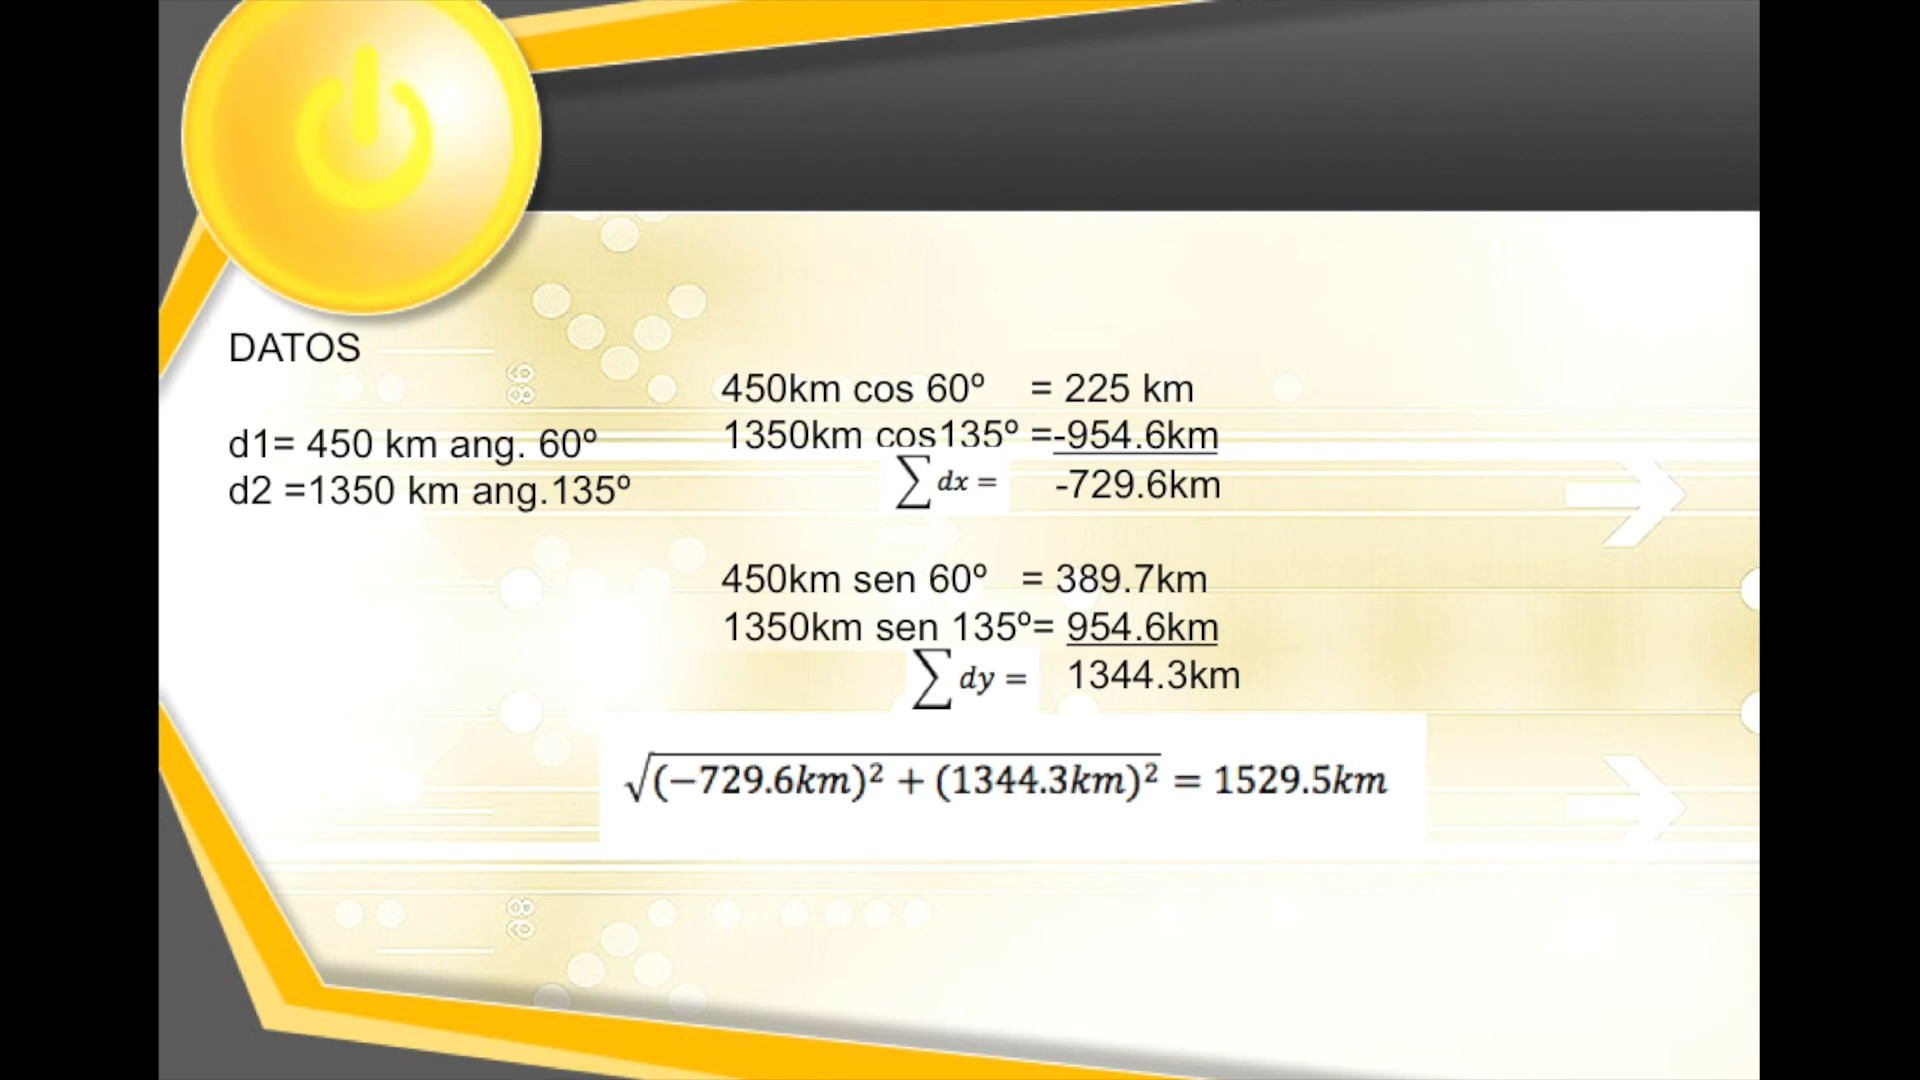 DATOS
d1= 450 km ang. 60º
d2 =1350 km ang.135º
450km cos 60º = 225 km
1350km cos135º =-954.6km
∑ dx = -729.6km
450km sen 60º = 389.7km
1350km sen 135º= 954.6km
∑ dy = 1344.3km
√(−729.6km)² + (1344.3km)² = 1529.5km